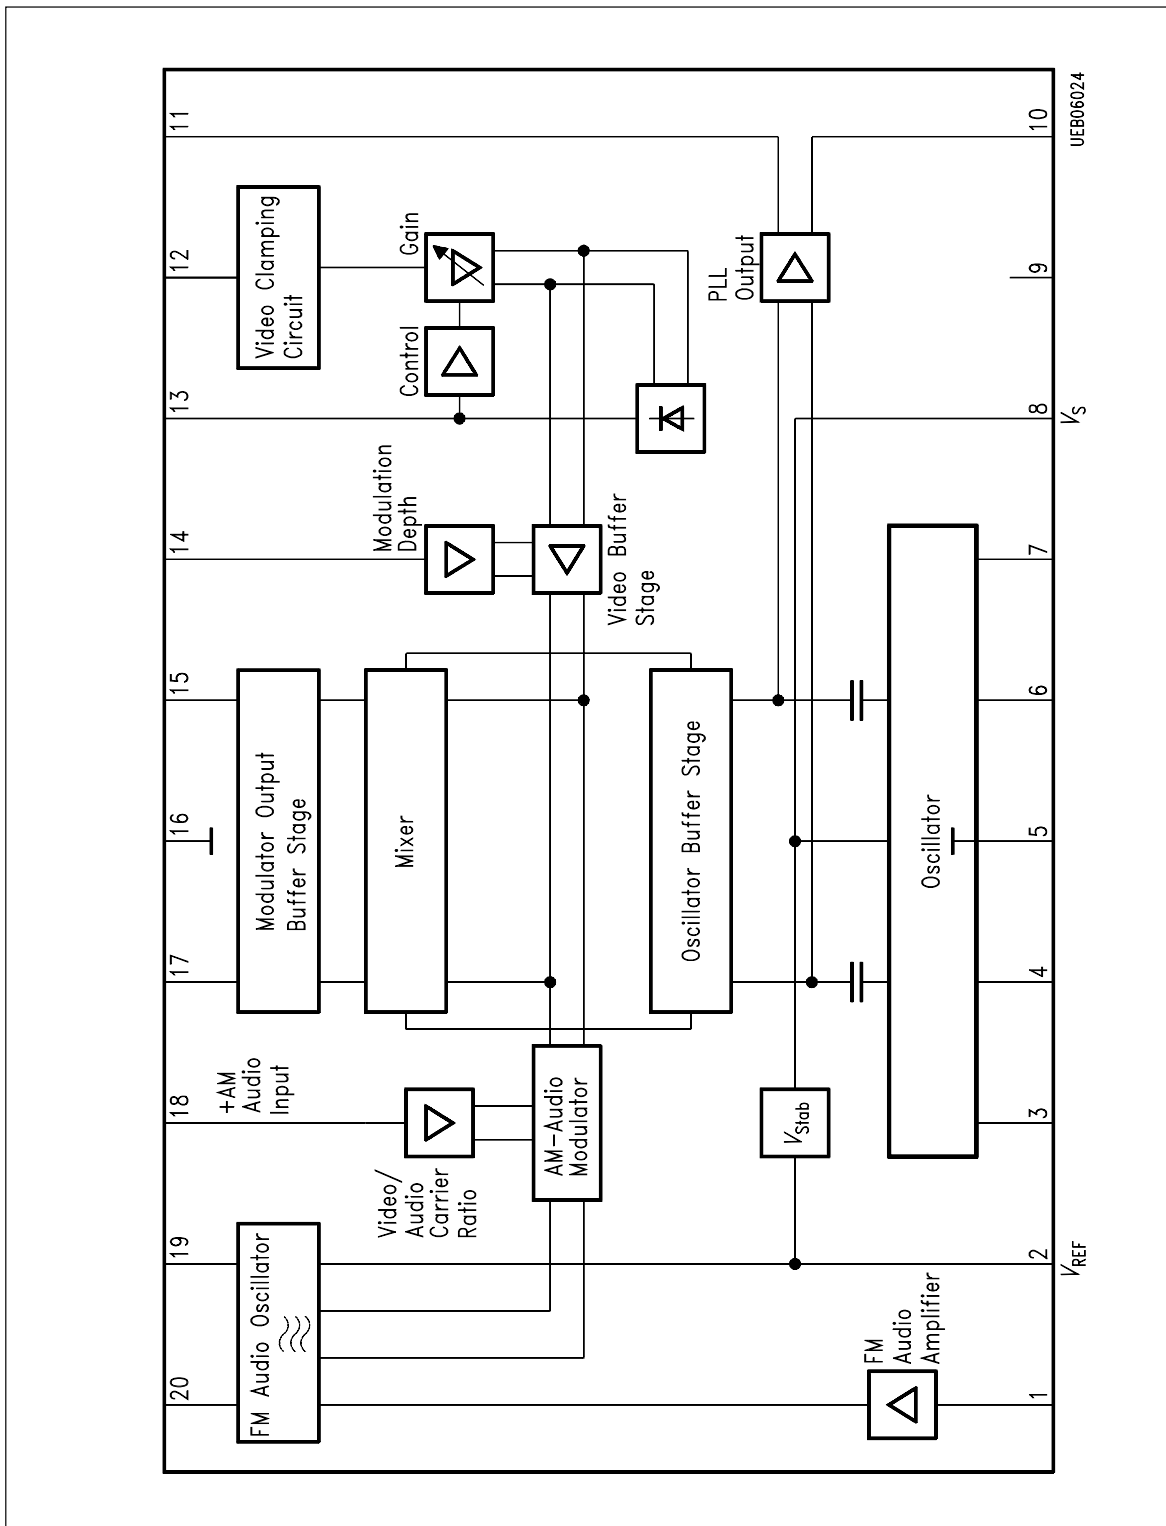 20
19
18
17
16
15
14
13
12
11
FM Audio Oscillator
+AM
Audio
Input
Modulator Output
Buffer Stage
Video Clamping
Circuit
Video/
Audio
Carrier
Ratio
Mixer
Modulation
Depth
Control
Gain
AM-Audio
Modulator
Video Buffer
Stage
Oscillator Buffer Stage
PLL
Output
VStab
FM
Audio
Amplifier
Oscillator
1
2
3
4
5
6
7
8
9
10
VREF
VS
UEB06024